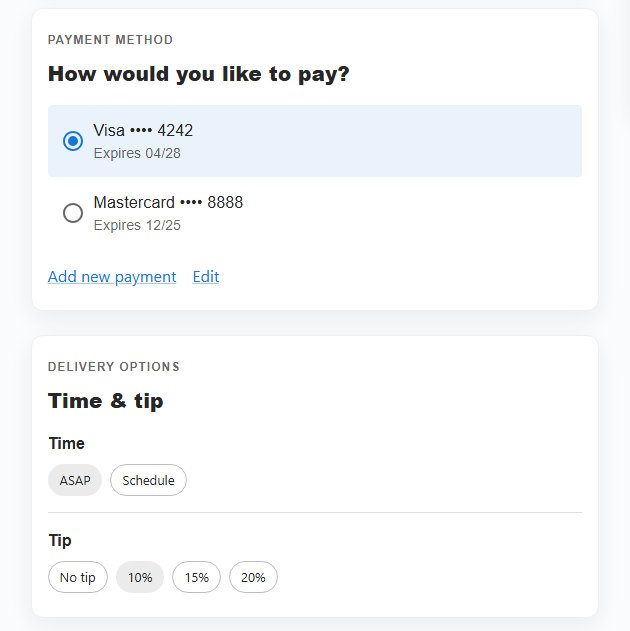 PAYMENT METHOD
How would you like to pay?
Visa •••• 4242
Expires 04/28
Mastercard •••• 8888
Expires 12/25
Add new payment Edit
DELIVERY OPTIONS
Time & tip
Time
ASAP Schedule
Tip
No tip 10% 15% 20%